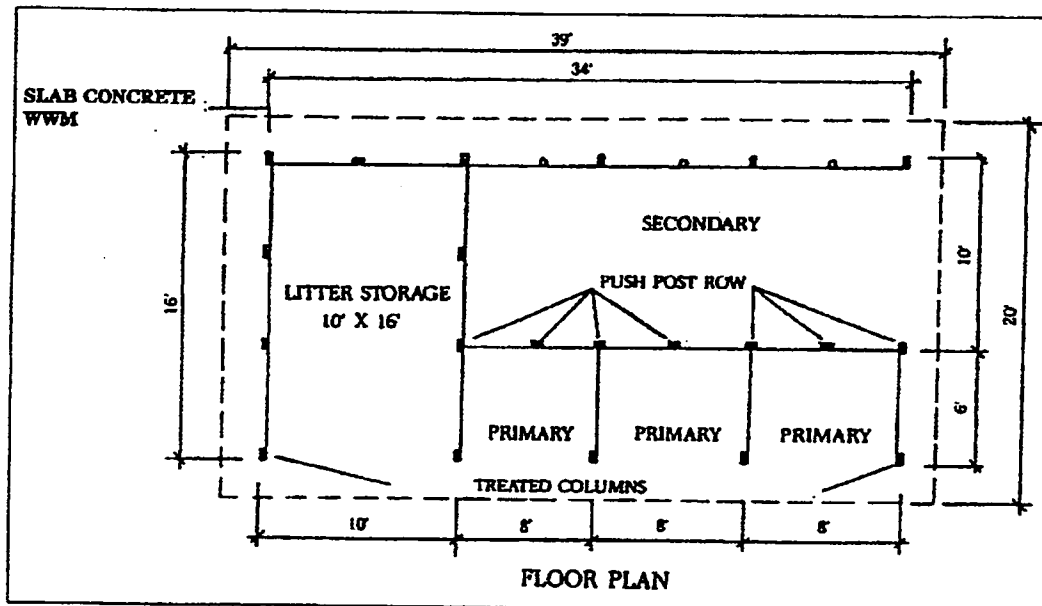 39'
34'
SLAB CONCRETE
WWM
SECONDARY
PUSH POST ROW
LITTER STORAGE
10' X 16'
16'
10'
20'
6'
PRIMARY PRIMARY PRIMARY
TREATED COLUMNS
10' 8' 8' 8'
FLOOR PLAN